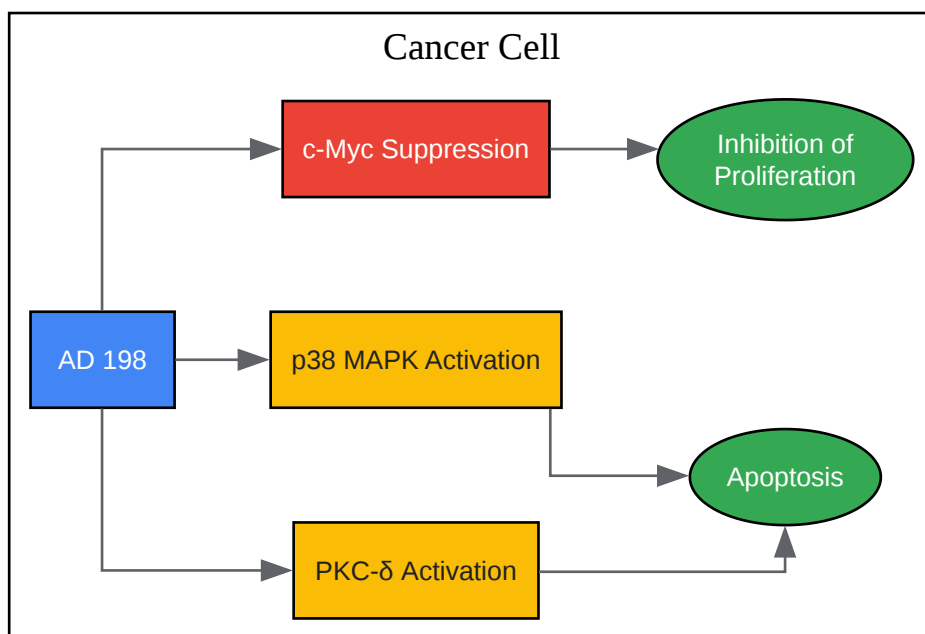 Cancer Cell
c-Myc Suppression
Inhibition of
Proliferation
AD 198
p38 MAPK Activation
Apoptosis
PKC-δ Activation